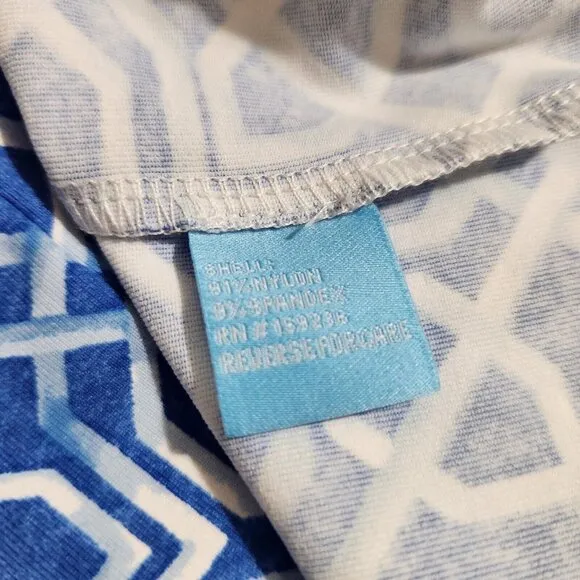 SHELL:
91% NYLON
9% SPANDEX
RN # 159236
REVERSE FOR CARE